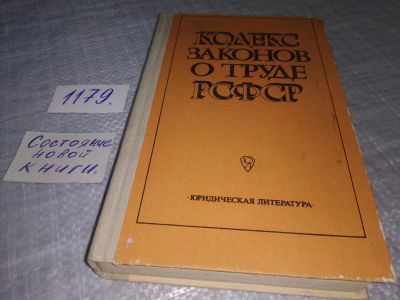 1179.
Состояние
новой
книги.
КОДЕКС
ЗАКОНОВ
О ТРУДЕ
РСФСР
·ЮРИДИЧЕСКАЯ ЛИТЕРАТУРА·